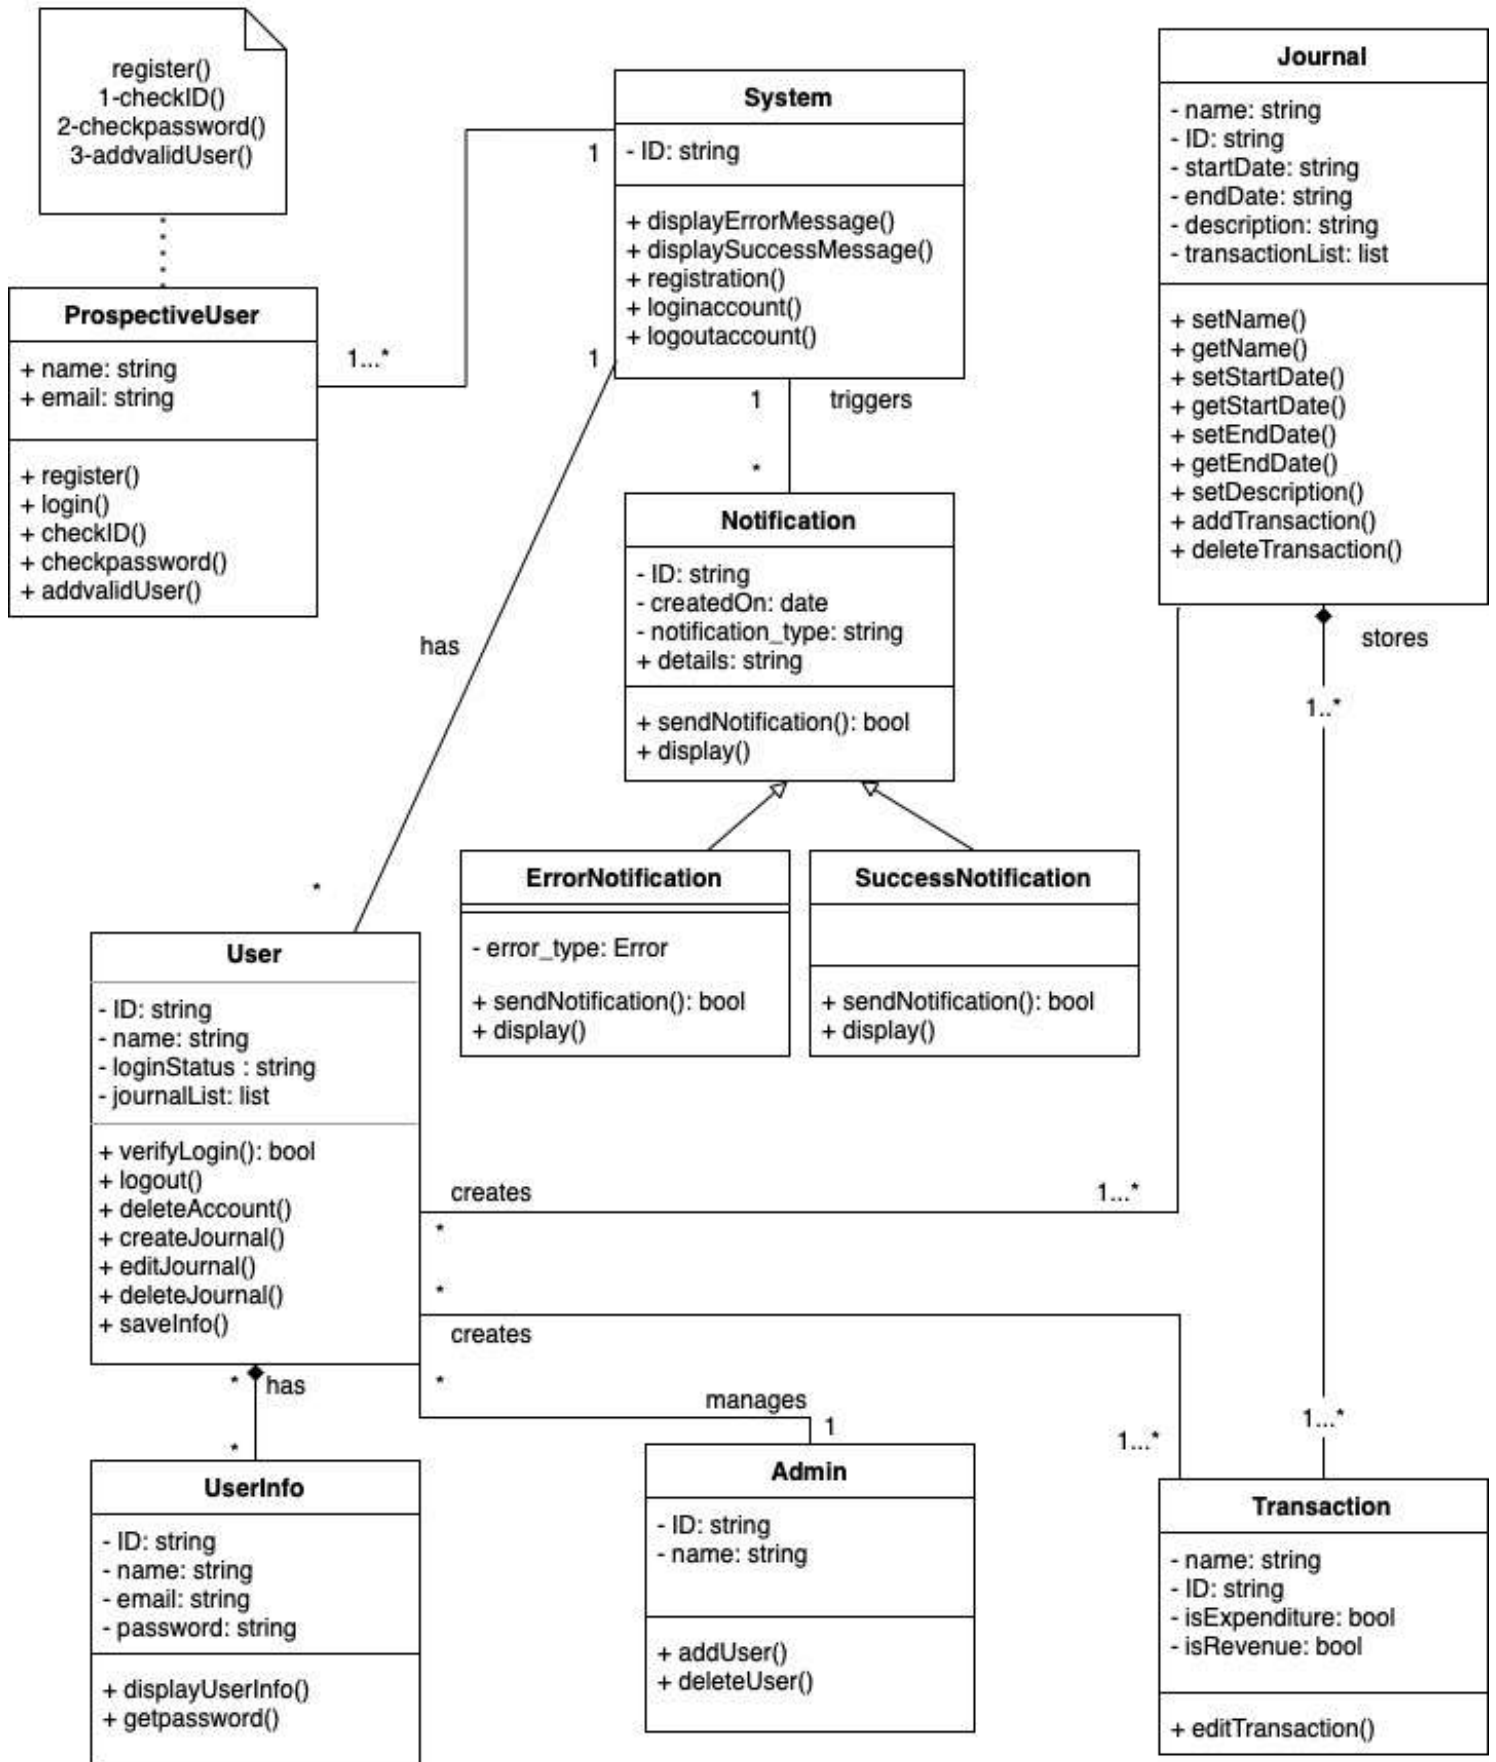 register()
1-checkID()
2-checkpassword()
3-addvalidUser()
System
- ID: string
+ displayErrorMessage()
+ displaySuccessMessage()
+ registration()
+ loginaccount()
+ logoutaccount()
Journal
- name: string
- ID: string
- startDate: string
- endDate: string
- description: string
- transactionList: list
+ setName()
+ getName()
+ setStartDate()
+ getStartDate()
+ setEndDate()
+ getEndDate()
+ setDescription()
+ addTransaction()
+ deleteTransaction()
1
ProspectiveUser
+ name: string
+ email: string
+ register()
+ login()
+ checkID()
+ checkpassword()
+ addvalidUser()
1...*
1
1
triggers
*
Notification
- ID: string
- createdOn: date
- notification_type: string
+ details: string
+ sendNotification(): bool
+ display()
has
stores
1..*
ErrorNotification
- error_type: Error
+ sendNotification(): bool
+ display()
SuccessNotification
+ sendNotification(): bool
+ display()
*
User
- ID: string
- name: string
- loginStatus : string
- journalList: list
+ verifyLogin(): bool
+ logout()
+ deleteAccount()
+ createJournal()
+ editJournal()
+ deleteJournal()
+ saveInfo()
creates
1...*
*
*
creates
* has
*
manages
1
1...*
1...*
*
UserInfo
- ID: string
- name: string
- email: string
- password: string
+ displayUserInfo()
+ getpassword()
Admin
- ID: string
- name: string
+ addUser()
+ deleteUser()
Transaction
- name: string
- ID: string
- isExpenditure: bool
- isRevenue: bool
+ editTransaction()